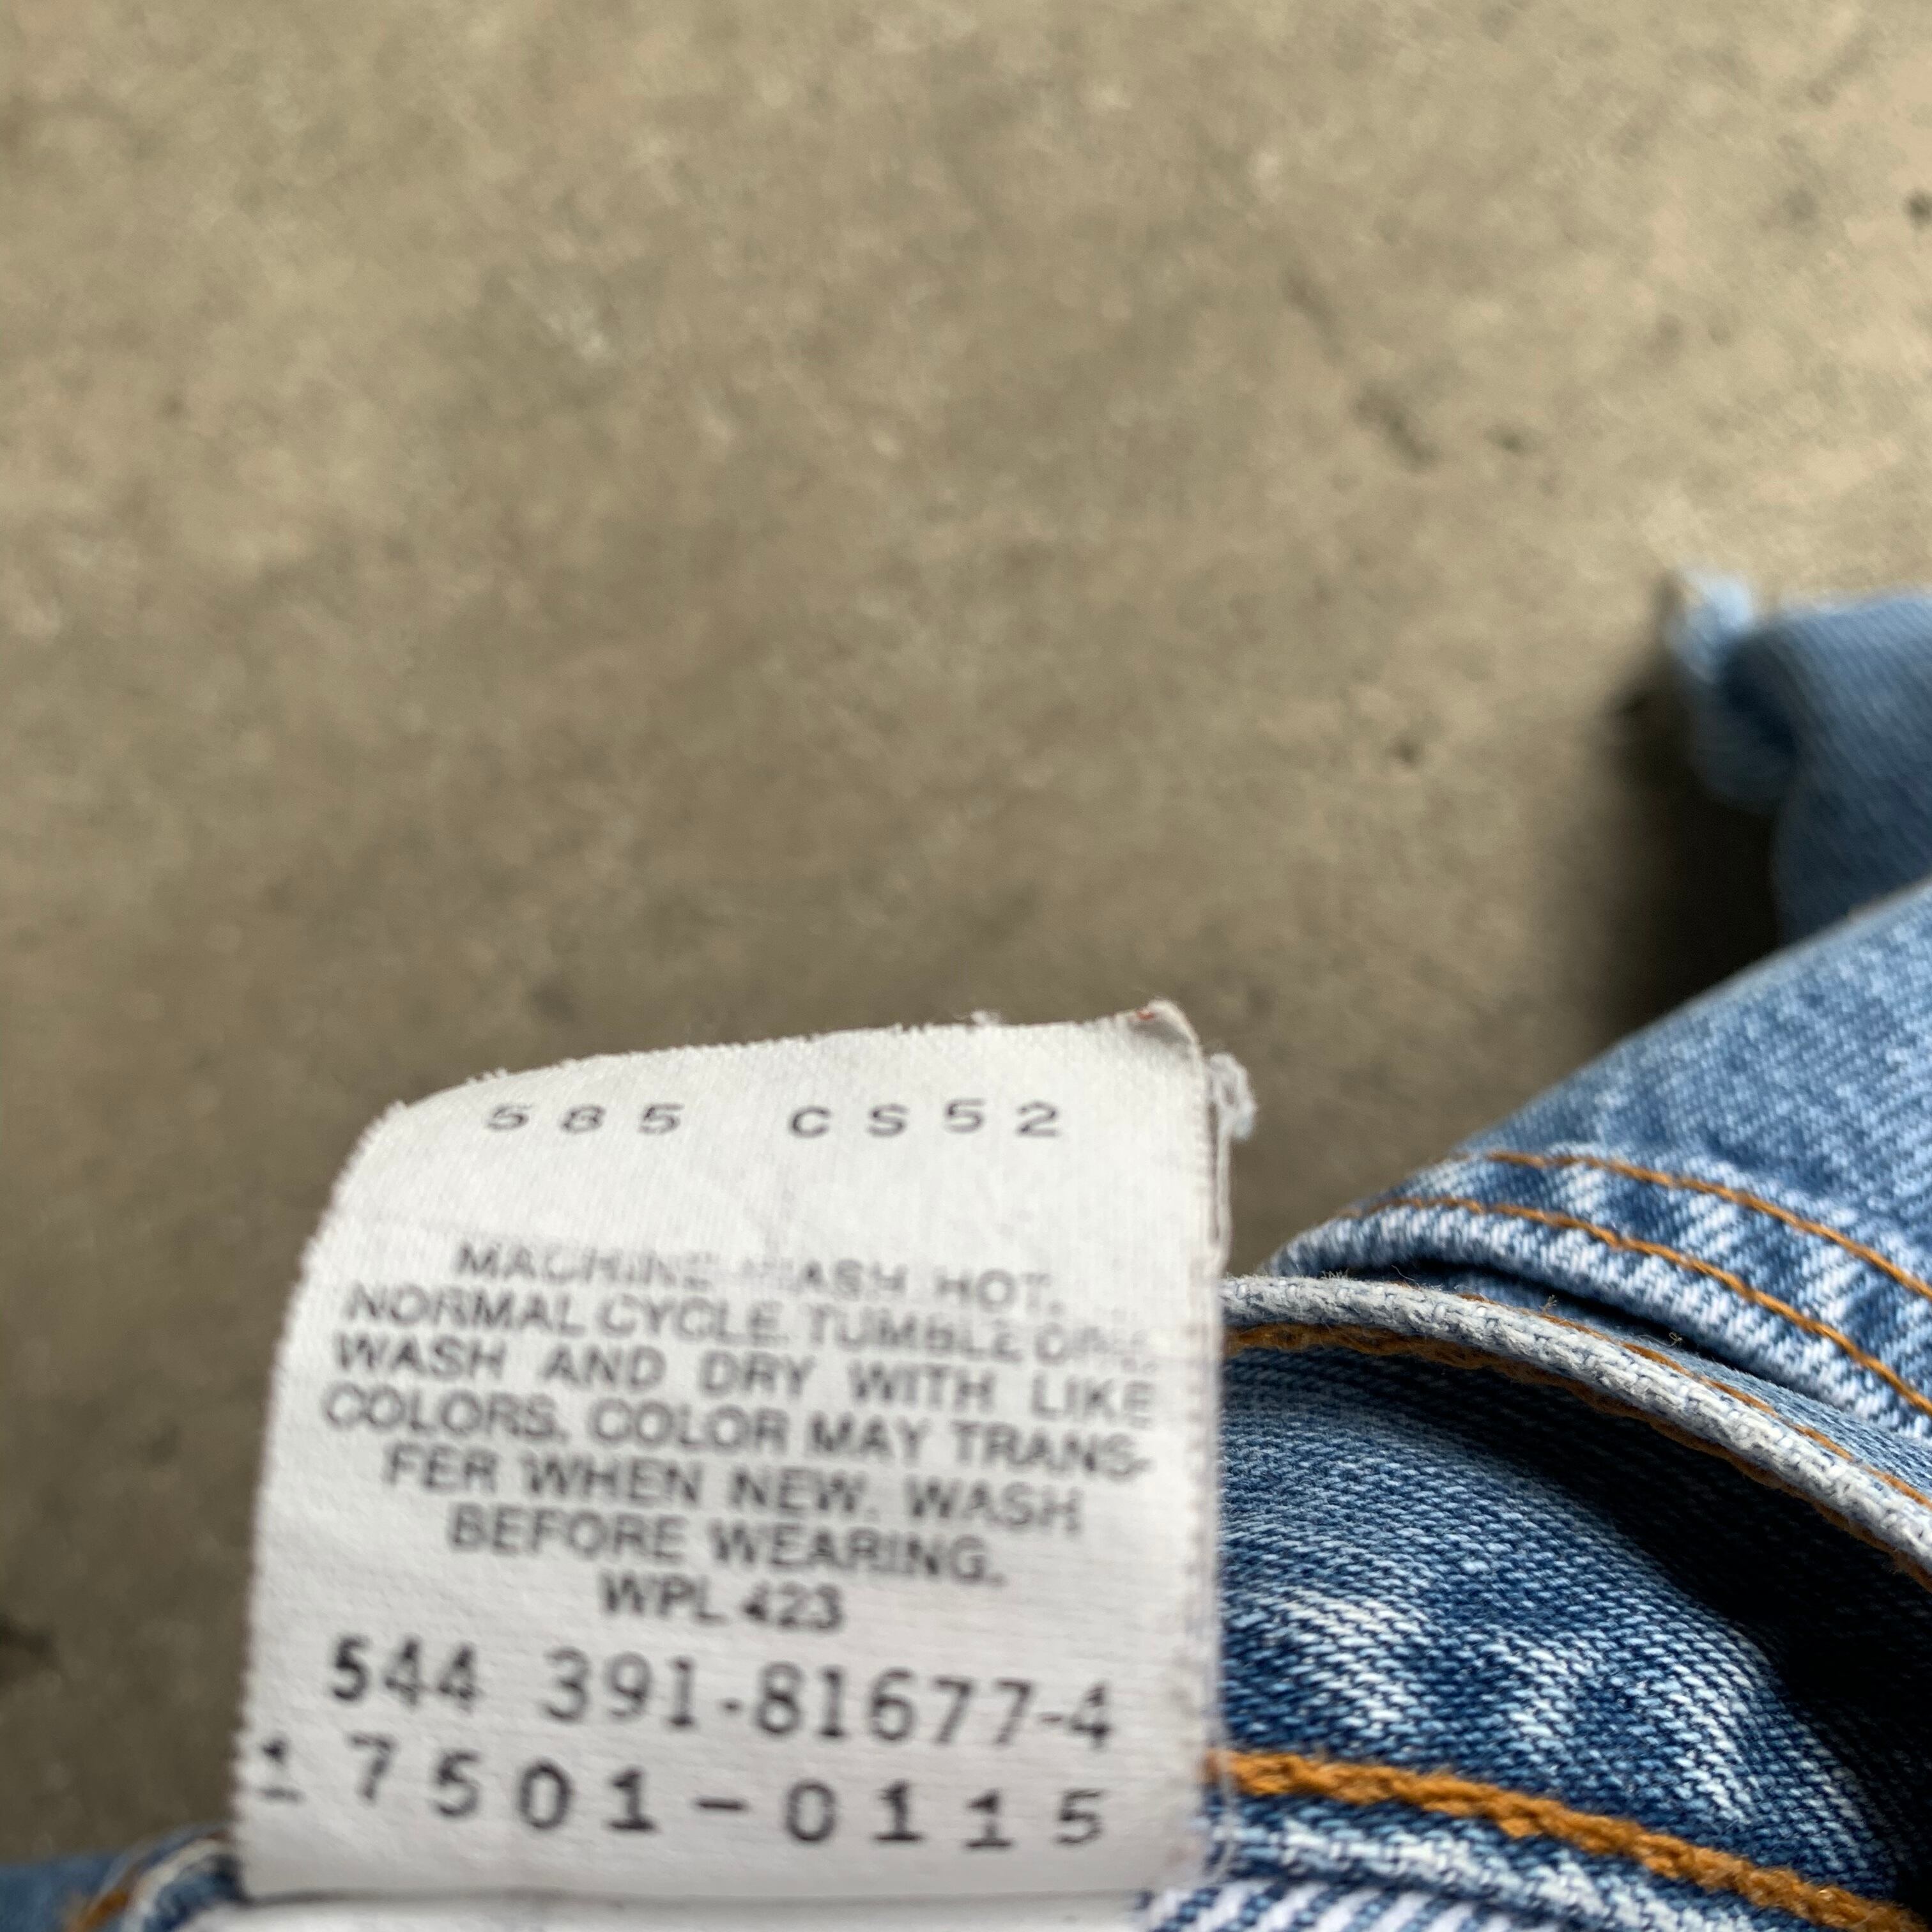 585 CS52
MACHINE WASH HOT,
NORMAL CYCLE. TUMBLE
WASH AND DRY WITH LIKE
COLORS. COLOR MAY TRANS-
FER WHEN NEW. WASH
BEFORE WEARING.
WPL 423
544 391-81677-4
17501-0115